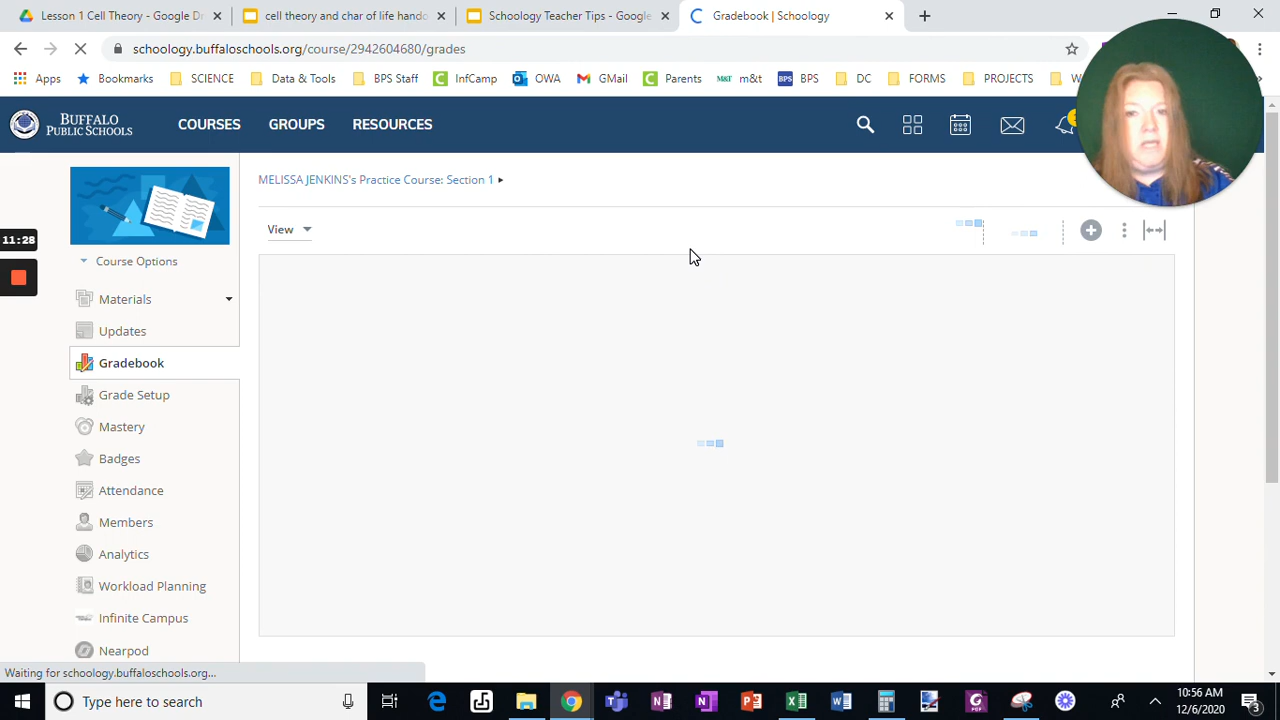 Lesson 1 Cell Theory - Google Dr
cell theory and char of life hando
Schoology Teacher Tips - Google
Gradebook | Schoology
schoology.buffaloschools.org/course/2942604680/grades
Apps
Bookmarks
SCIENCE
Data & Tools
BPS Staff
InfCamp
OWA
GMail
Parents
M&T
m&t
BPS
BPS
DC
FORMS
PROJECTS
W
BUFFALO
PUBLIC SCHOOLS
COURSES
GROUPS
RESOURCES
MELISSA JENKINS's Practice Course: Section 1
View
11:28
Course Options
Materials
Updates
Gradebook
Grade Setup
Mastery
Badges
Attendance
Members
Analytics
Workload Planning
Infinite Campus
Nearpod
Waiting for schoology.buffaloschools.org...
Type here to search
10:56 AM
12/6/2020
3